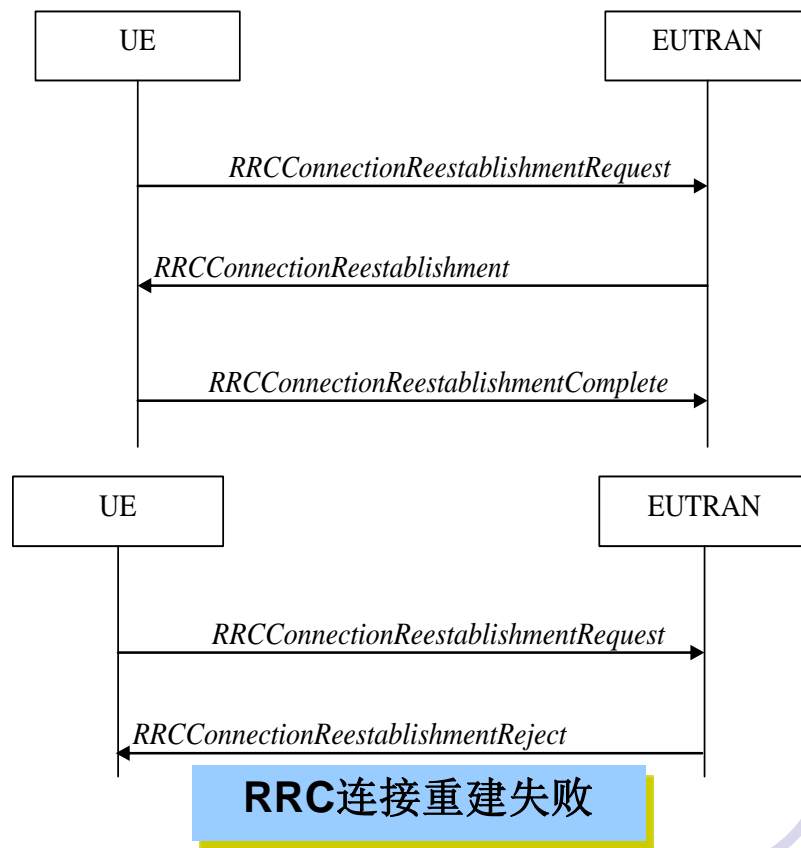 UE EUTRAN
RRCConnectionReestablishmentRequest
RRCConnectionReestablishment
RRCConnectionReestablishmentComplete
UE EUTRAN
RRCConnectionReestablishmentRequest
RRCConnectionReestablishmentReject
RRC连接重建失败